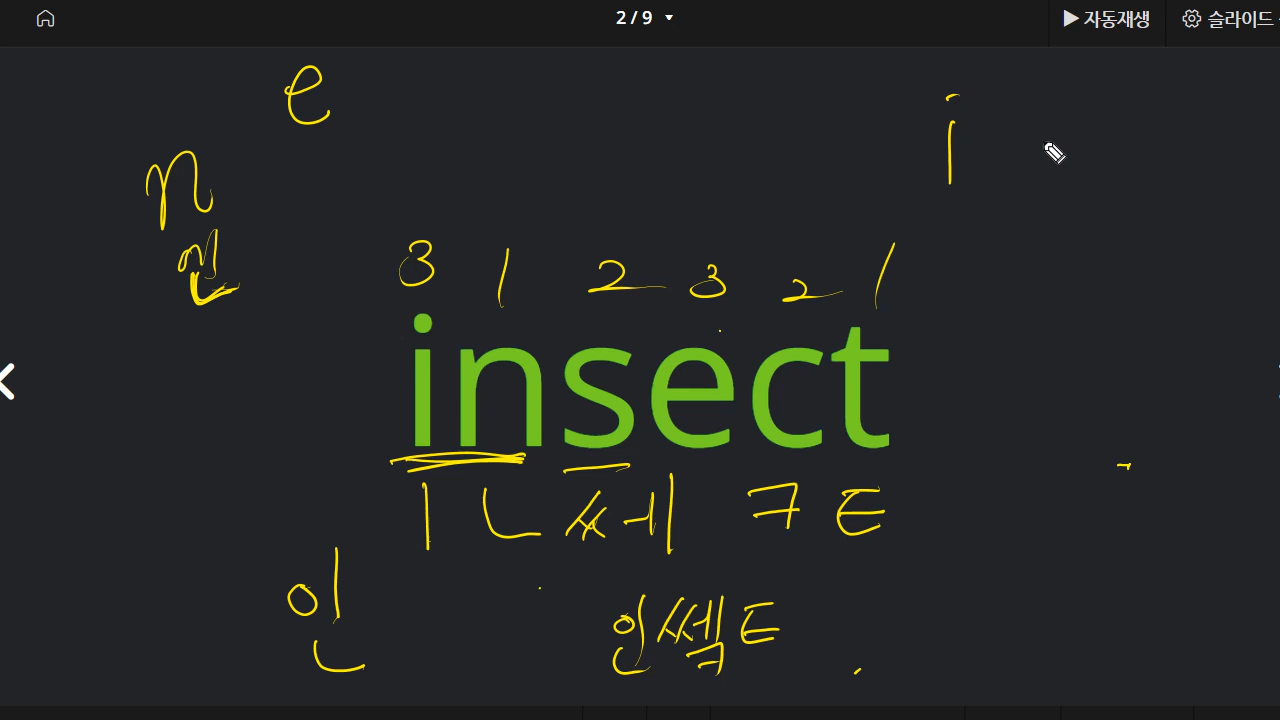 2 / 9
▶ 자동재생
슬라이드
e
i
n
엔
3 1 2 3 2 1
insect
ㅣ ㄴ ㅆㅔ ㅋ ㅌ
인
인쎅ㅌ